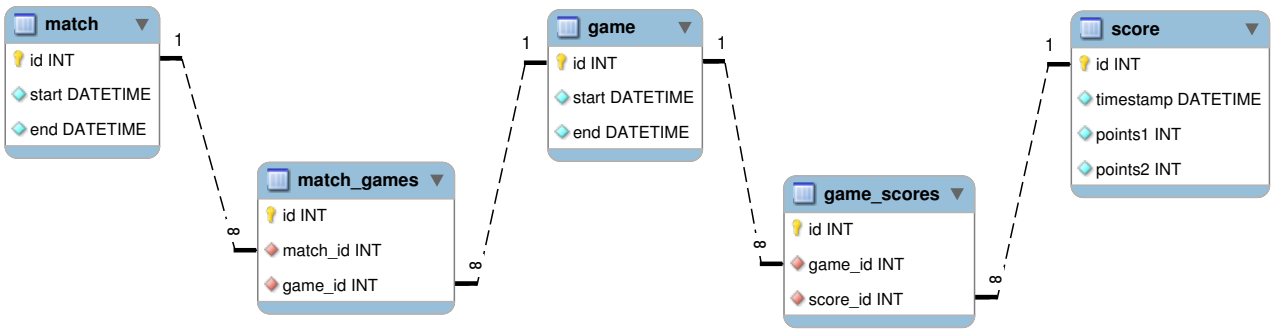 match
id INT
start DATETIME
end DATETIME
1
∞
match_games
id INT
match_id INT
game_id INT
∞
1
game
id INT
start DATETIME
end DATETIME
1
∞
game_scores
id INT
game_id INT
score_id INT
∞
1
score
id INT
timestamp DATETIME
points1 INT
points2 INT